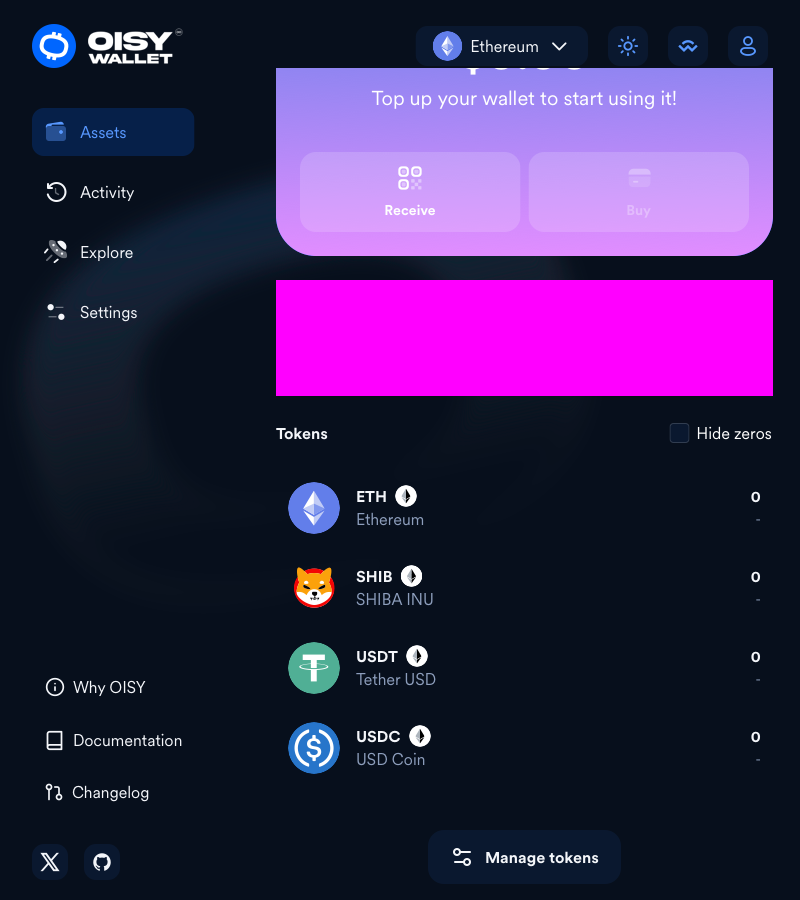 OISY
WALLET
Ethereum
Top up your wallet to start using it!
Receive
Buy
Assets
Activity
Explore
Settings
Tokens
Hide zeros
ETH
0
Ethereum
-
SHIB
0
SHIBA INU
-
USDT
0
Tether USD
-
USDC
0
USD Coin
-
Why OISY
Documentation
Changelog
Manage tokens